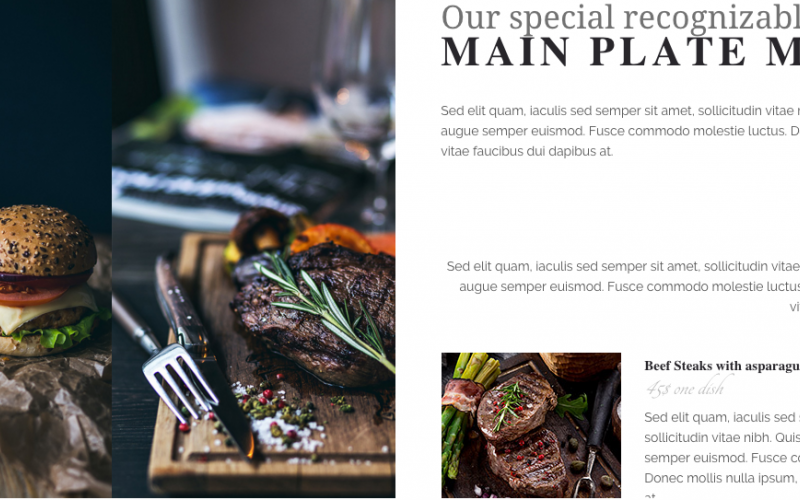 Our special recognizabl
MAIN PLATE M
Sed elit quam, iaculis sed semper sit amet, sollicitudin vitae
augue semper euismod. Fusce commodo molestie luctus. D
vitae faucibus dui dapibus at.
Sed elit quam, iaculis sed semper sit amet, sollicitudin vitae
augue semper euismod. Fusce commodo molestie luctus
vi
Beef Steaks with asparagu
45$ one dish
Sed elit quam, iaculis sed
sollicitudin vitae nibh. Quis
semper euismod. Fusce co
Donec mollis nulla ipsum,
at